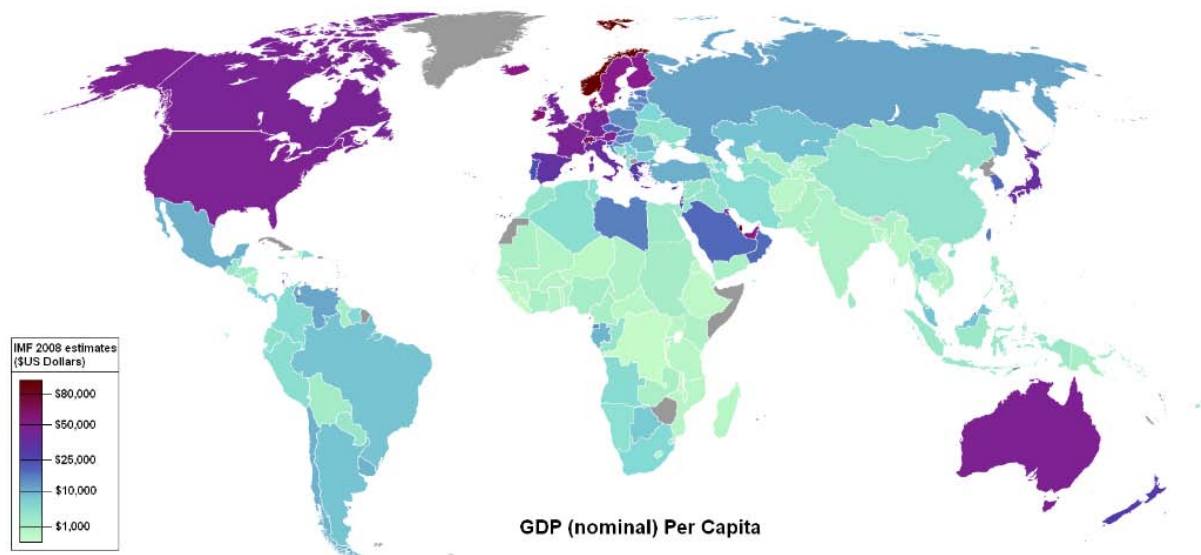 IMF 2008 estimates
($US Dollars)
$80,000
$50,000
$25,000
$10,000
$1,000
GDP (nominal) Per Capita